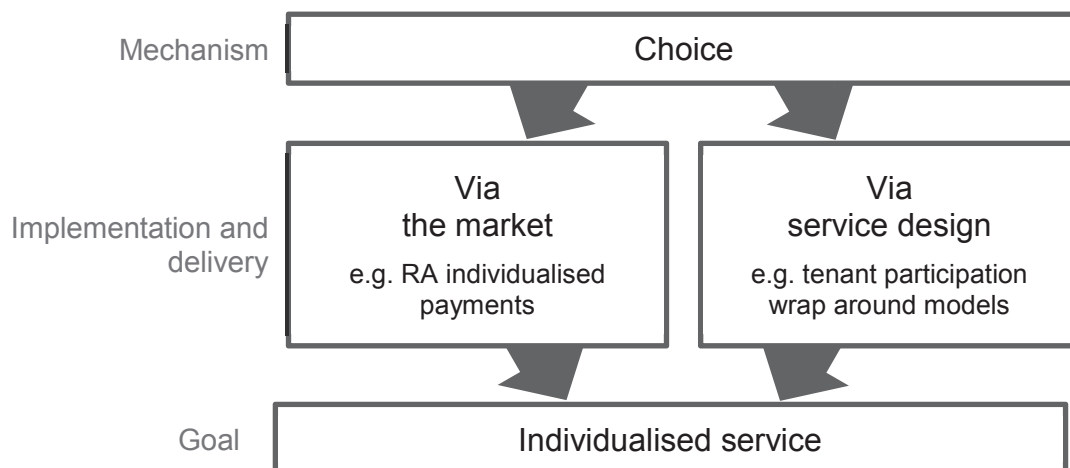 Mechanism
Choice
Implementation and
delivery
Via
the market
e.g. RA individualised
payments
Via
service design
e.g. tenant participation
wrap around models
Goal
Individualised service